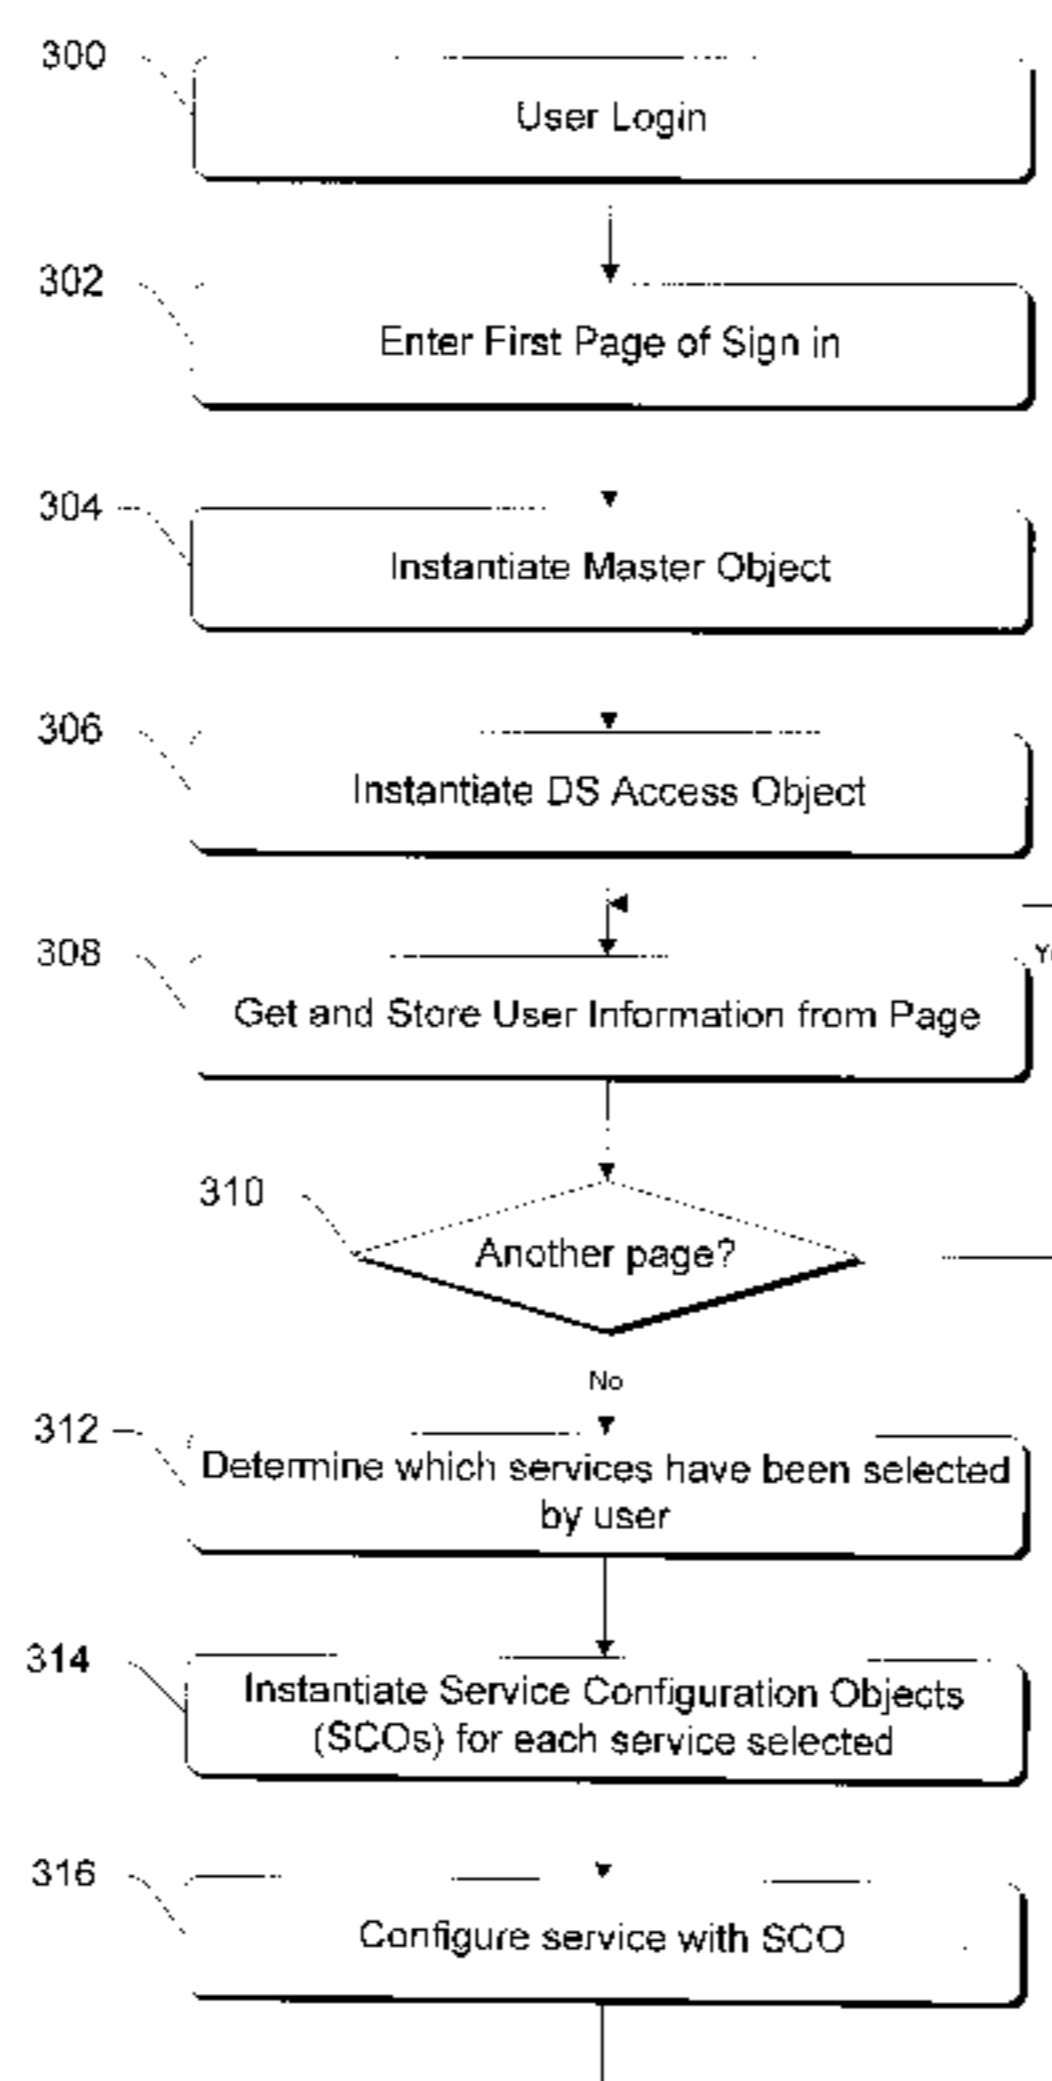 300
User Login
302
Enter First Page of Sign in
304
Instantiate Master Object
306
Instantiate DS Access Object
308
Get and Store User Information from Page
310
Another page?
No
312
Determine which services have been selected
by user
314
Instantiate Service Configuration Objects
(SCOs) for each service selected
316
Configure service with SCO